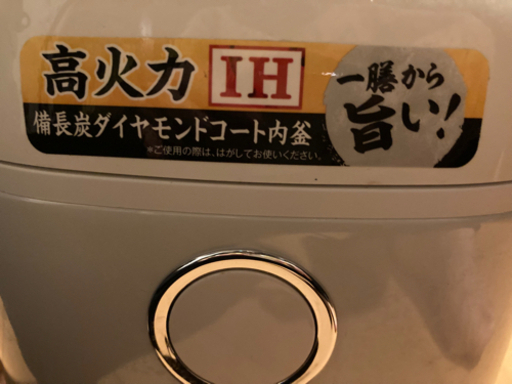 高火力 IH
備長炭ダイヤモンドコート内釜
※ご使用の際は、はがしてお使いください。
一膳から
旨い!